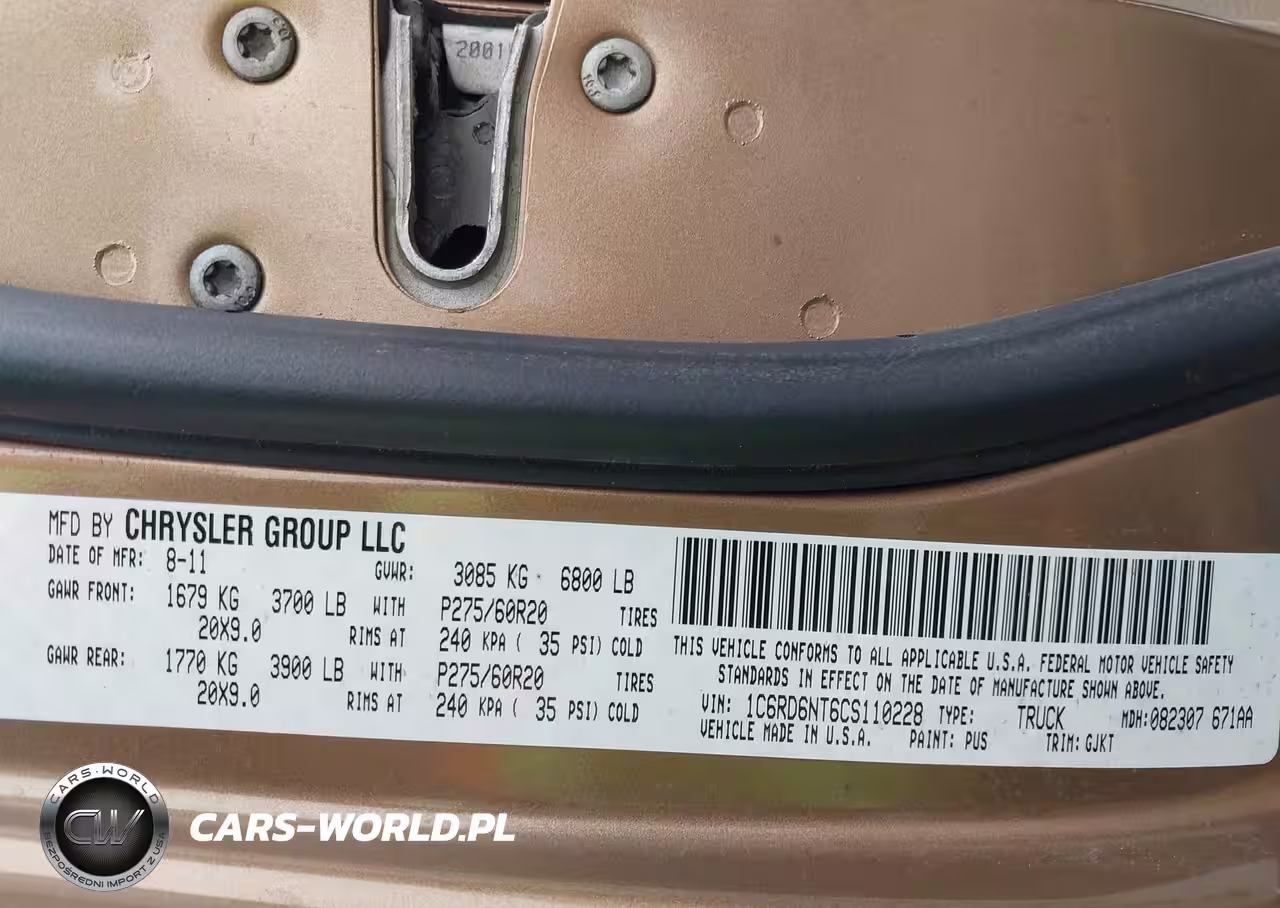 2001
MFD BY CHRYSLER GROUP LLC
DATE OF MFR: 8-11 GVWR: 3085 KG 6800 LB
GAWR FRONT: 1679 KG 3700 LB WITH P275/60R20 TIRES
20X9.0 RIMS AT 240 KPA ( 35 PSI) COLD
GAWR REAR: 1770 KG 3900 LB WITH P275/60R20 TIRES
20X9.0 RIMS AT 240 KPA ( 35 PSI) COLD
THIS VEHICLE CONFORMS TO ALL APPLICABLE U.S.A. FEDERAL MOTOR VEHICLE SAFETY
STANDARDS IN EFFECT ON THE DATE OF MANUFACTURE SHOWN ABOVE.
VIN: 1C6RD6NT6CS110228 TYPE: TRUCK MDH:082307 671AA
VEHICLE MADE IN U.S.A. PAINT: PUS TRIM: GJKT
CARS-WORLD
CW
BEZPOŚREDNI IMPORT Z USA
CARS-WORLD.PL